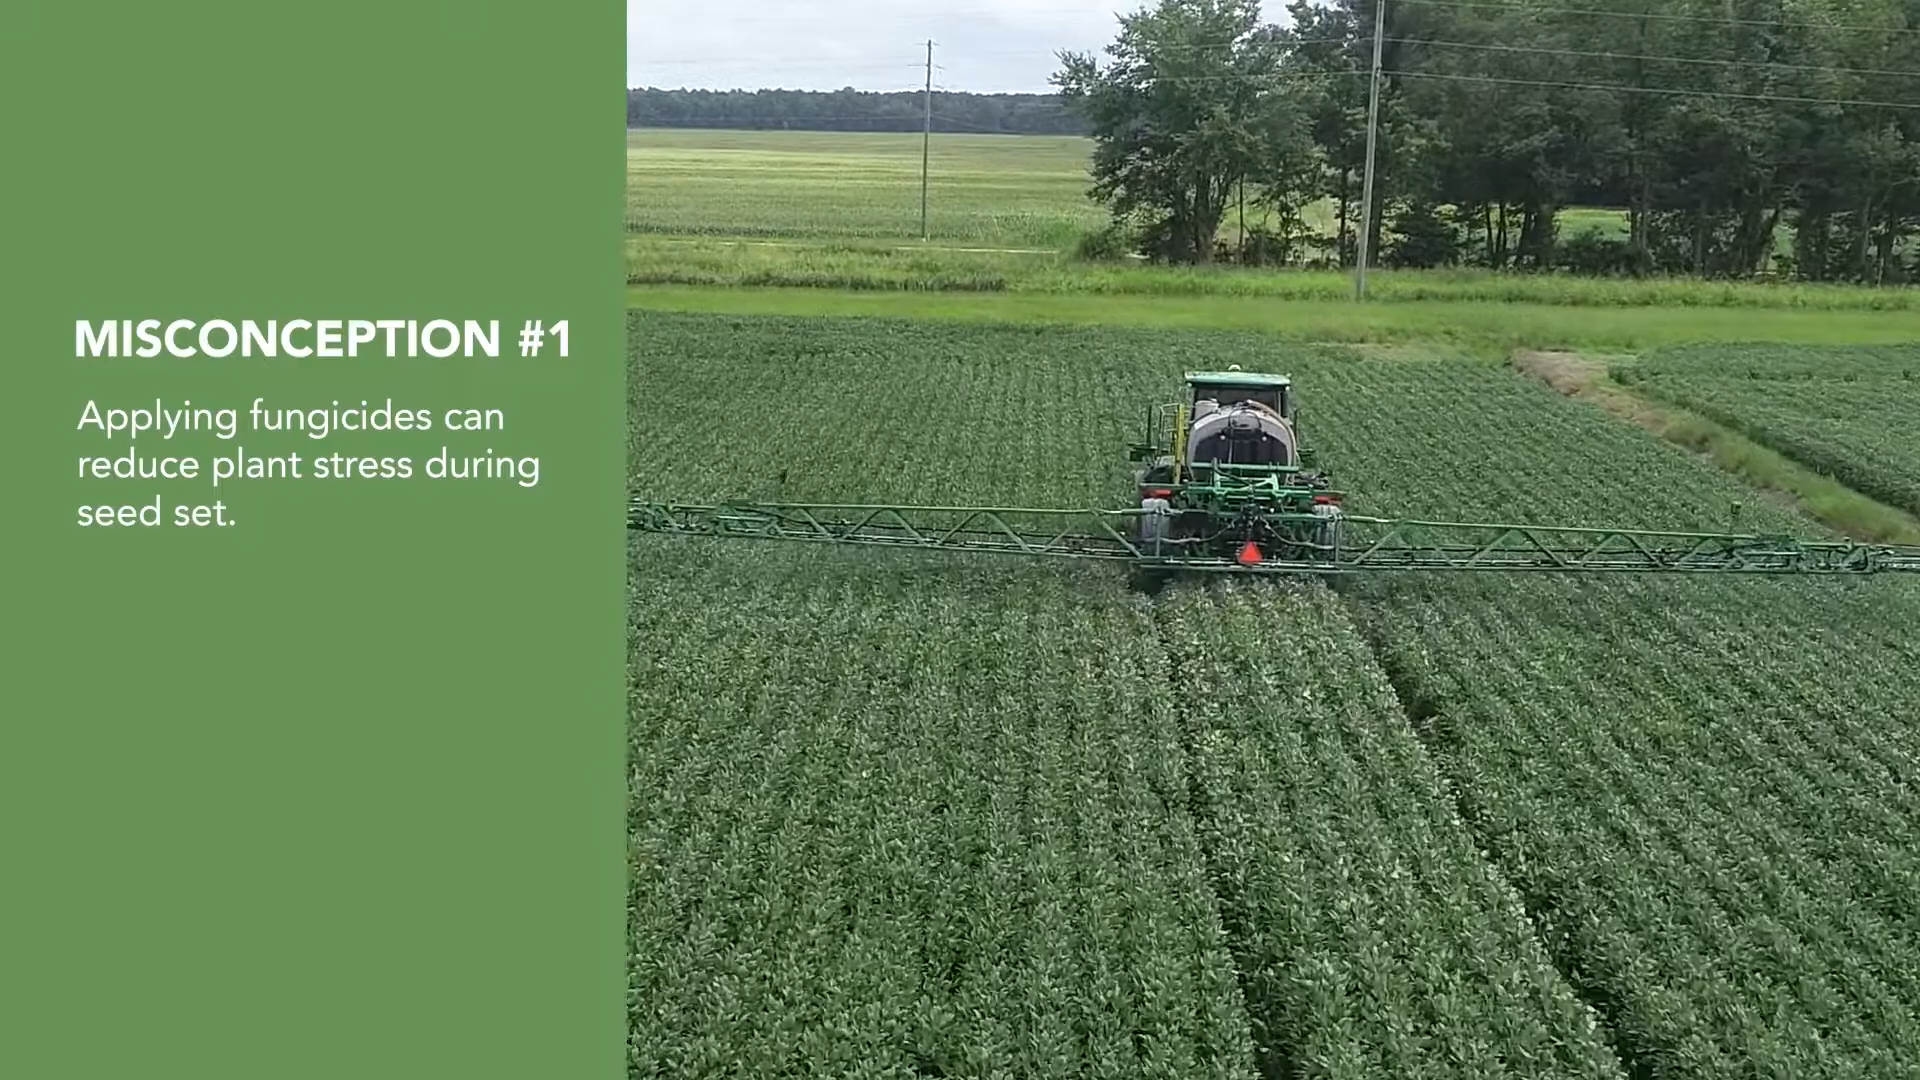 MISCONCEPTION #1
Applying fungicides can
reduce plant stress during
seed set.